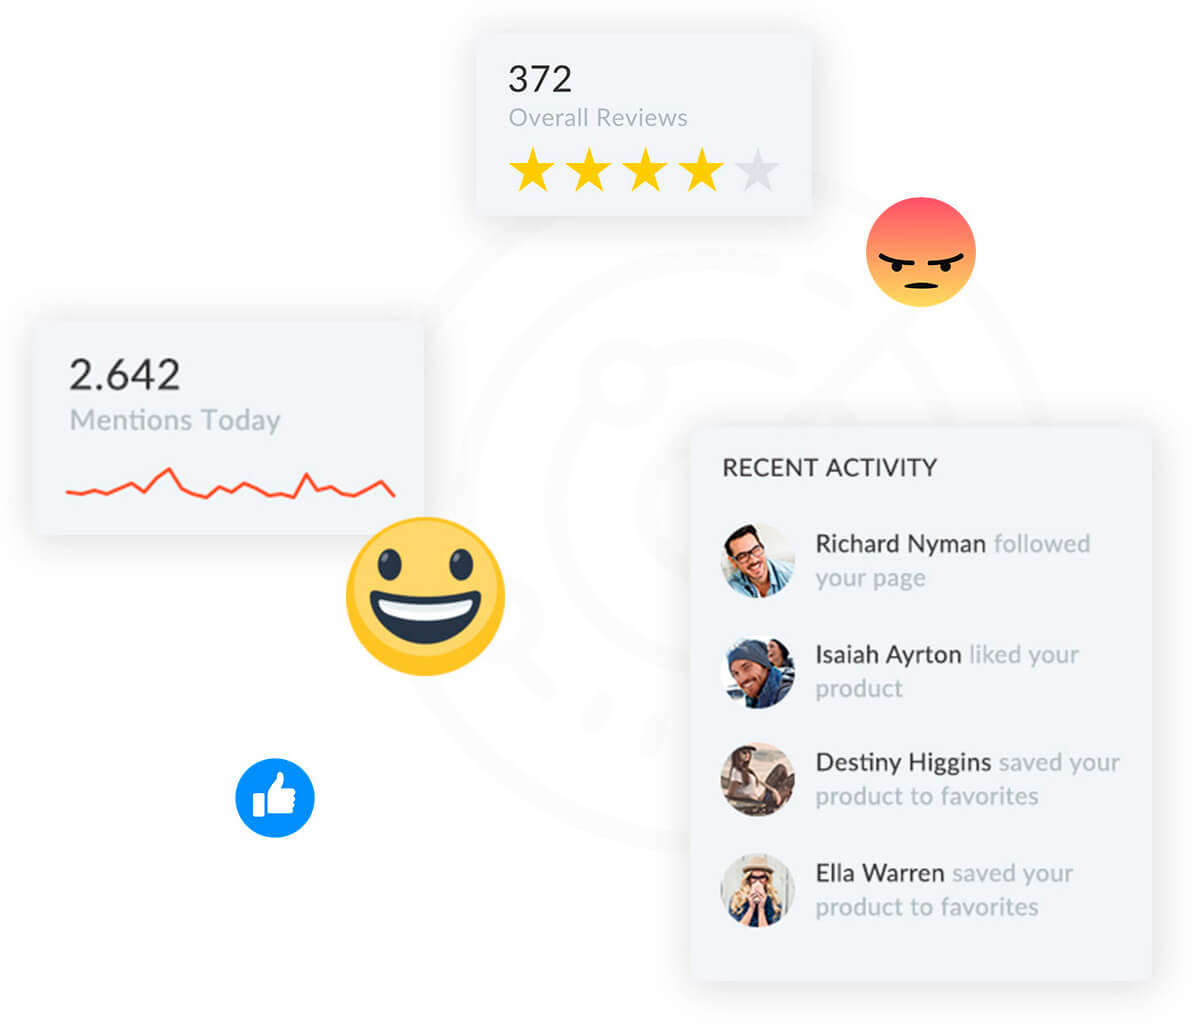 372
Overall Reviews
2.642
Mentions Today
RECENT ACTIVITY
Richard Nyman followed
your page
Isaiah Ayrton liked your
product
Destiny Higgins saved your
product to favorites
Ella Warren saved your
product to favorites